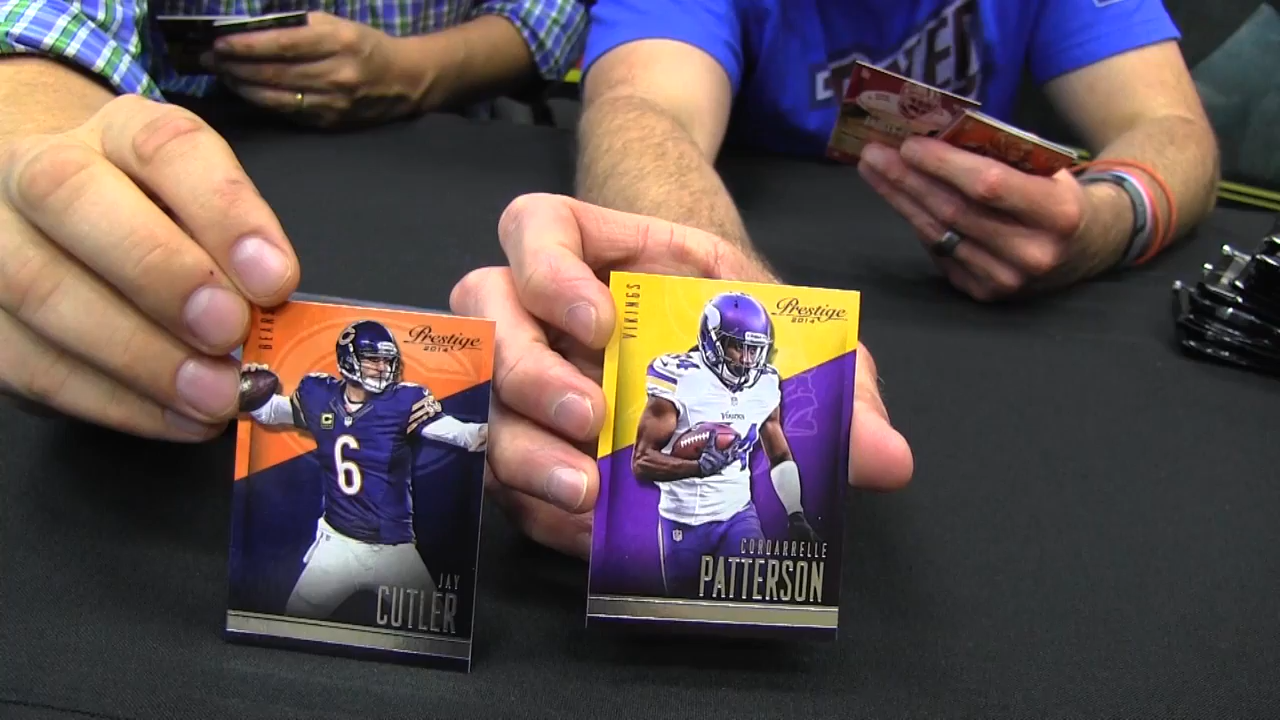 BEARS
Prestige
2014
6
JAY
CUTLER
VIKINGS
Prestige
2014
VIKINGS
CORDARRELLE
PATTERSON